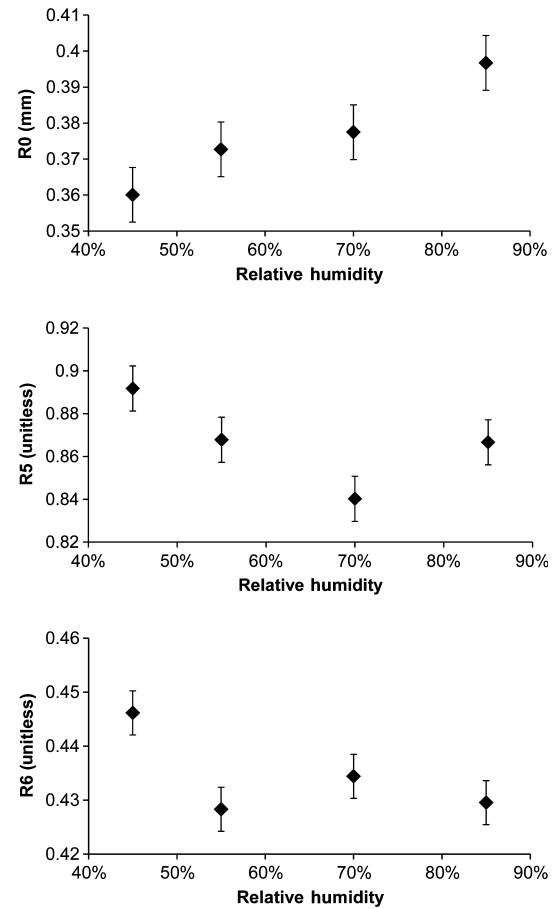 0.41
0.4
0.39
0.38
0.37
0.36
0.35
R0 (mm)
40% 50% 60% 70% 80% 90%
Relative humidity
0.92
0.9
0.88
0.86
0.84
0.82
R5 (unitless)
40% 50% 60% 70% 80% 90%
Relative humidity
0.46
0.45
0.44
0.43
0.42
R6 (unitless)
40% 50% 60% 70% 80% 90%
Relative humidity